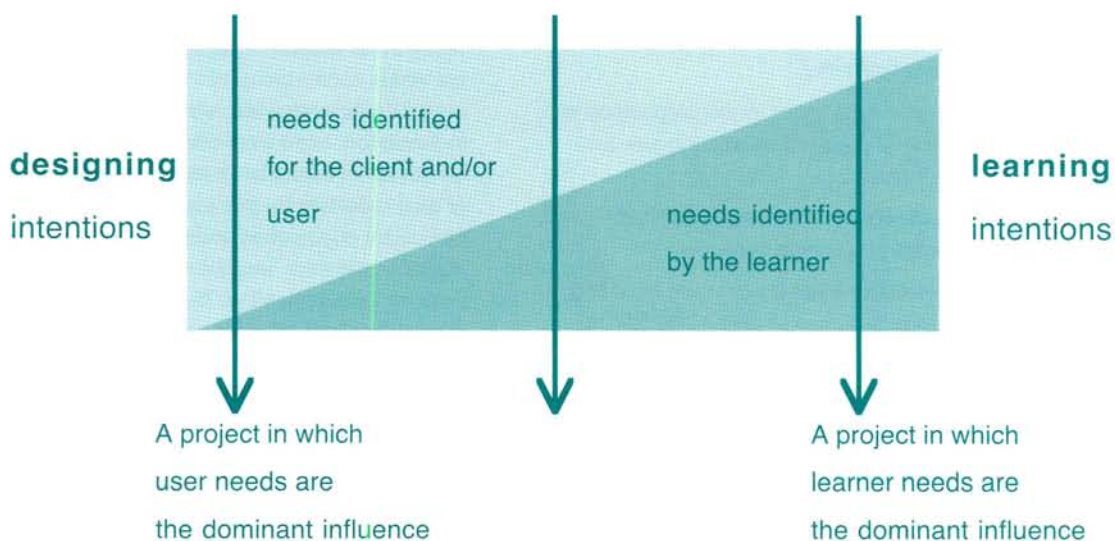 designing
intentions
needs identified
for the client and/or
user
needs identified
by the learner
learning
intentions
A project in which
user needs are
the dominant influence
A project in which
learner needs are
the dominant influence